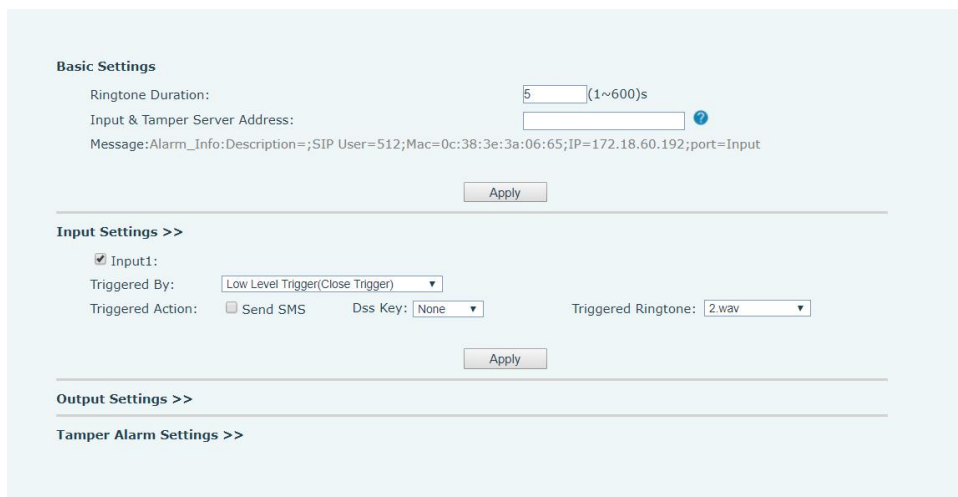 Basic Settings
Ringtone Duration: 5 (1~600)s
Input & Tamper Server Address: ?
Message:Alarm_Info:Description=;SIP User=512;Mac=0c:38:3e:3a:06:65;IP=172.18.60.192;port=Input
Apply
Input Settings >>
Input1:
Triggered By: Low Level Trigger(Close Trigger)
Triggered Action: Send SMS Dss Key: None Triggered Ringtone: 2.wav
Apply
Output Settings >>
Tamper Alarm Settings >>